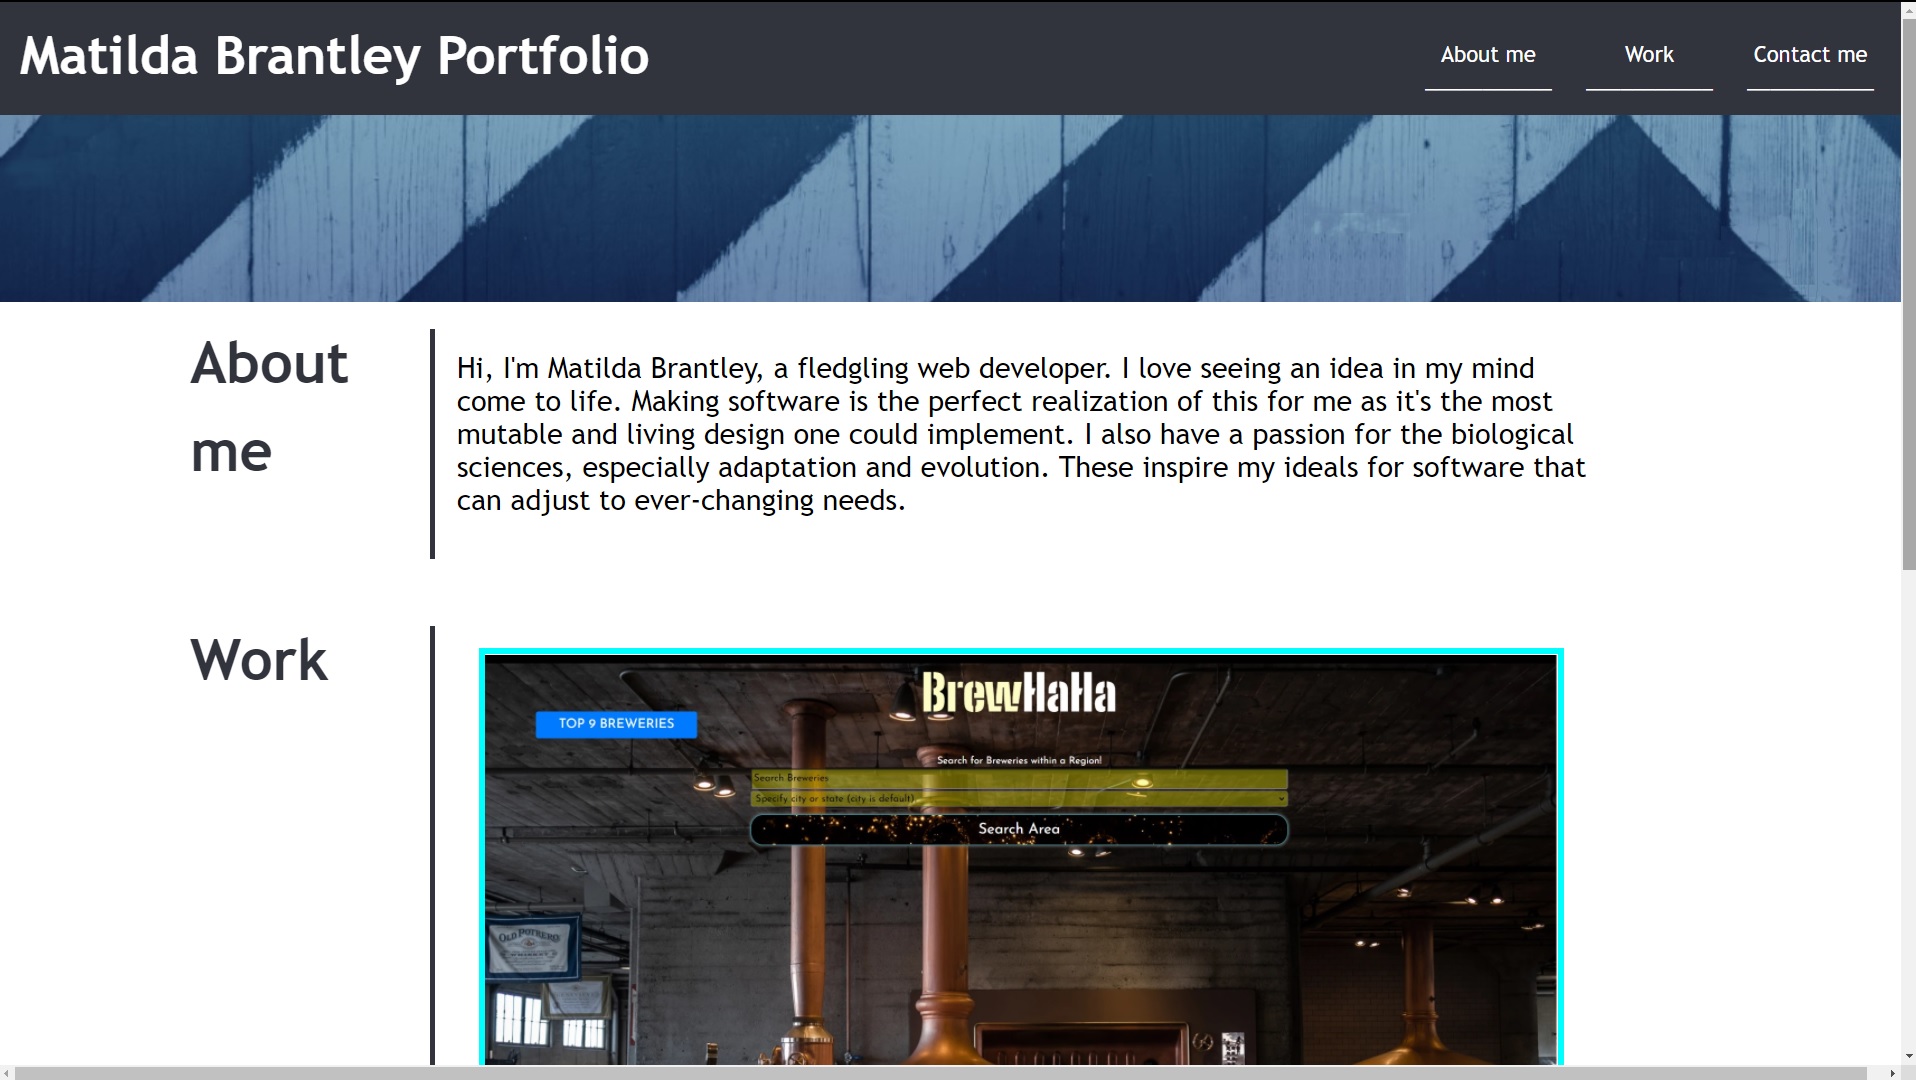 Matilda Brantley Portfolio
About me
Work
Contact me
About
me
Hi, I'm Matilda Brantley, a fledgling web developer. I love seeing an idea in my mind
come to life. Making software is the perfect realization of this for me as it's the most
mutable and living design one could implement. I also have a passion for the biological
sciences, especially adaptation and evolution. These inspire my ideals for software that
can adjust to ever-changing needs.
Work
BrewHaHa
TOP 9 BREWERIES
Search for Breweries within a Region!
Search Breweries
Specify city or state (city is default)
Search Area
OLD POTRERO
WHISKEY